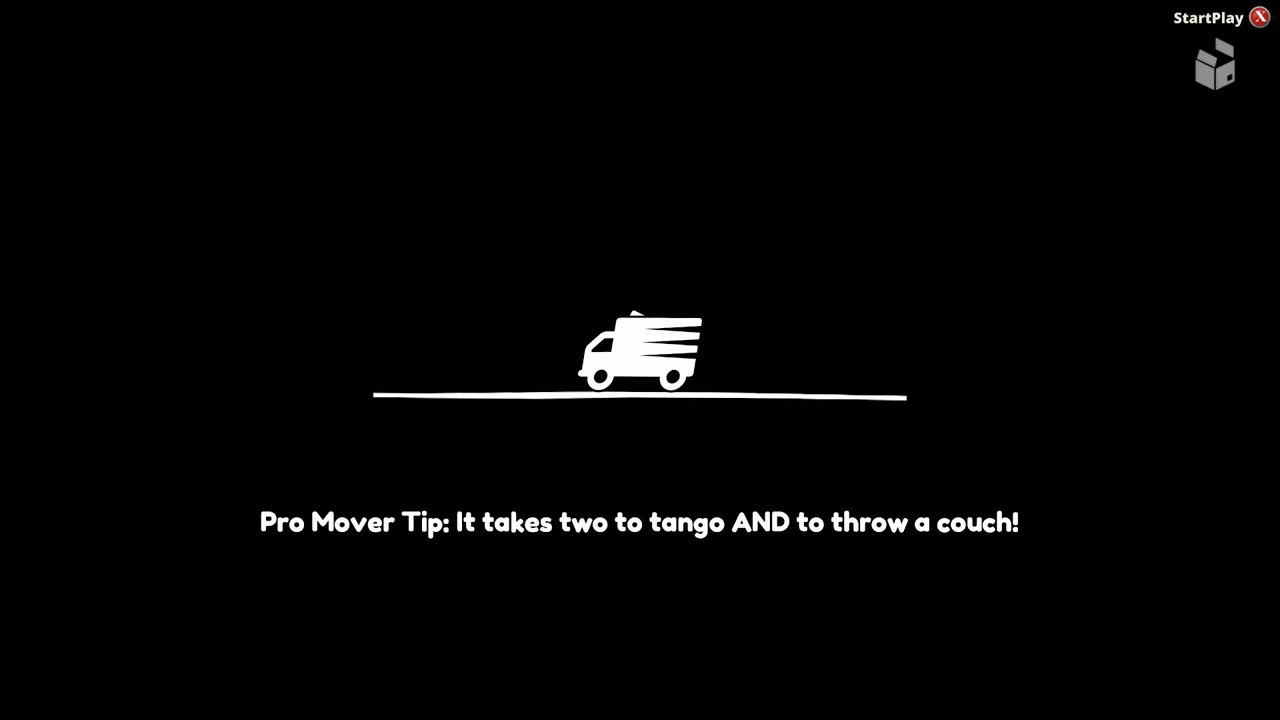 StartPlay X
Pro Mover Tip: It takes two to tango AND to throw a couch!